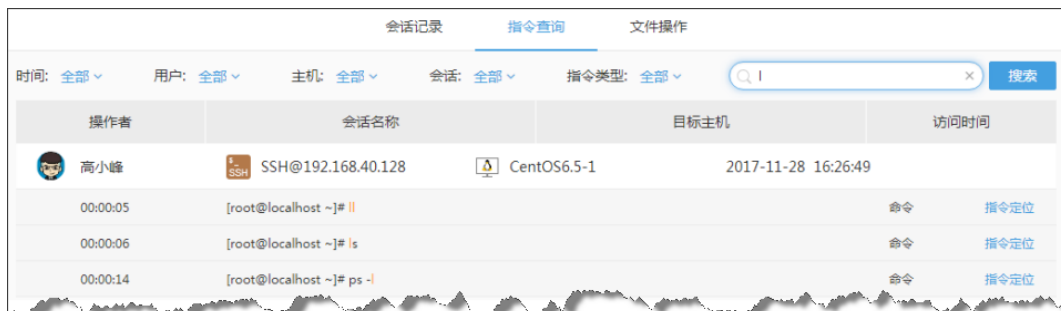 会话记录 指令查询 文件操作
时间: 全部 用户: 全部 主机: 全部 会话: 全部 指令类型: 全部 l × 搜索
操作者 会话名称 目标主机 访问时间
高小峰 SSH SSH@192.168.40.128 CentOS6.5-1 2017-11-28 16:26:49
00:00:05 [root@localhost ~]# ll 命令 指令定位
00:00:06 [root@localhost ~]# ls 命令 指令定位
00:00:14 [root@localhost ~]# ps -l 命令 指令定位